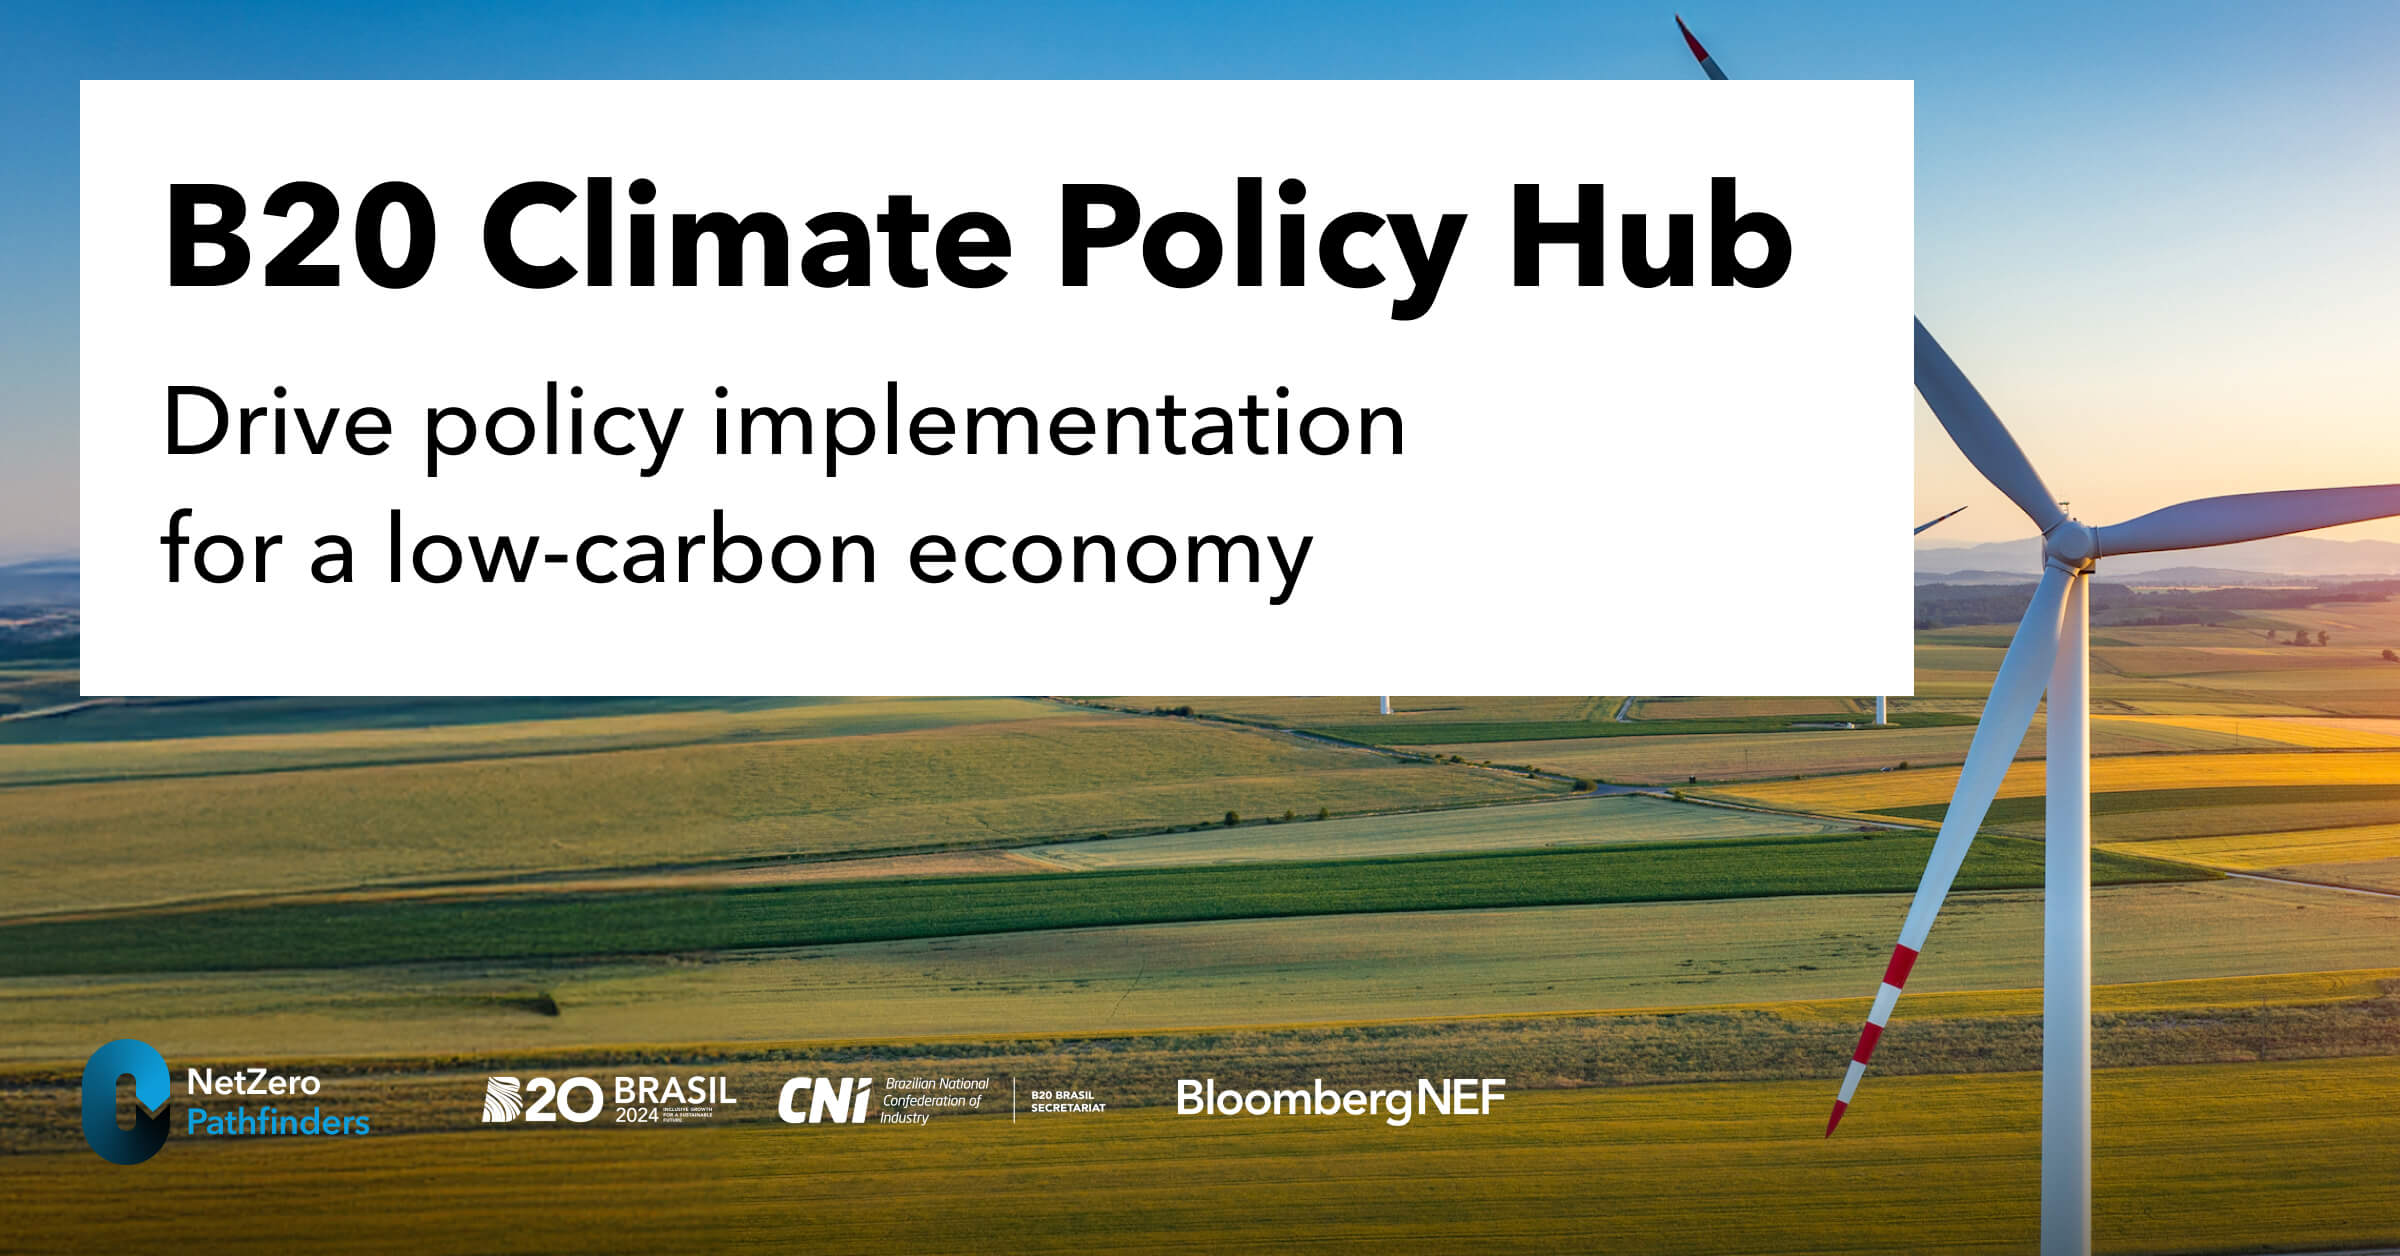 B20 Climate Policy Hub
Drive policy implementation
for a low-carbon economy
NetZero
Pathfinders
B20 BRASIL
2024
INCLUSIVE GROWTH
FOR A SUSTAINABLE
FUTURE
CNI
Brazilian National
Confederation of
Industry
B20 BRASIL
SECRETARIAT
BloombergNEF